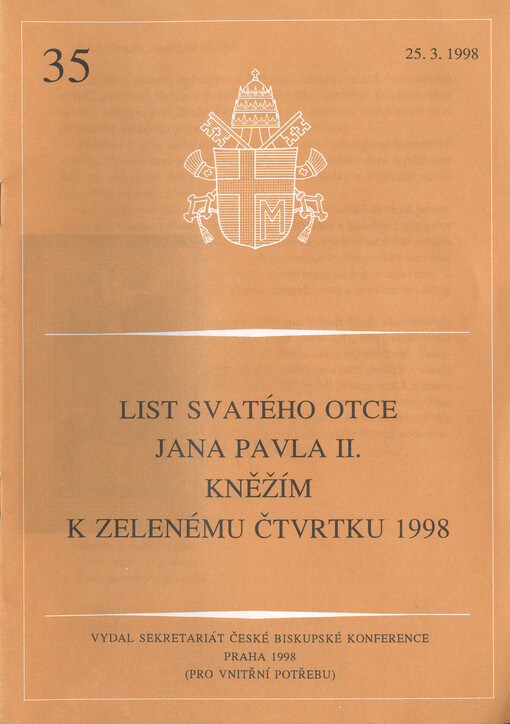 35
25. 3. 1998
M
LIST SVATÉHO OTCE
JANA PAVLA II.
KNĚŽÍM
K ZELENÉMU ČTVRTKU 1998
VYDAL SEKRETARIÁT ČESKÉ BISKUPSKÉ KONFERENCE
PRAHA 1998
(PRO VNITŘNÍ POTŘEBU)